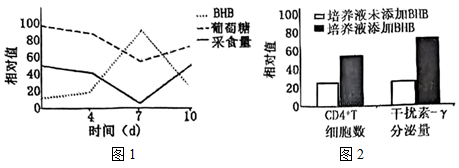 BHB
葡萄糖
采食量
相对值
100
80
60
40
20
0
4
7
10
时间(d)
图1
培养液未添加BHB
培养液添加BHB
相对值
100
80
60
40
20
0
CD4⁺T
细胞数
干扰素-γ
分泌量
图2